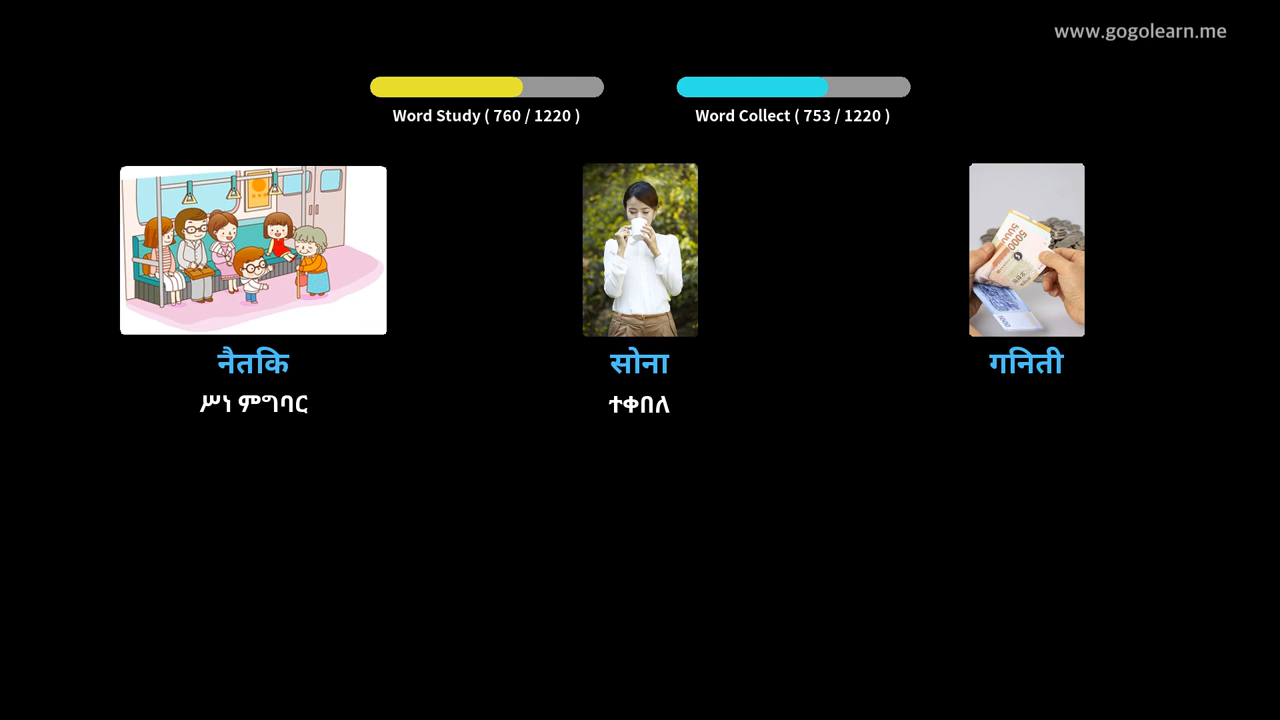 www.gogolearn.me
Word Study ( 760 / 1220 )
Word Collect ( 753 / 1220 )
नैतकि
सोना
गनिती
ሥነ ምግባር
ተቀበለ